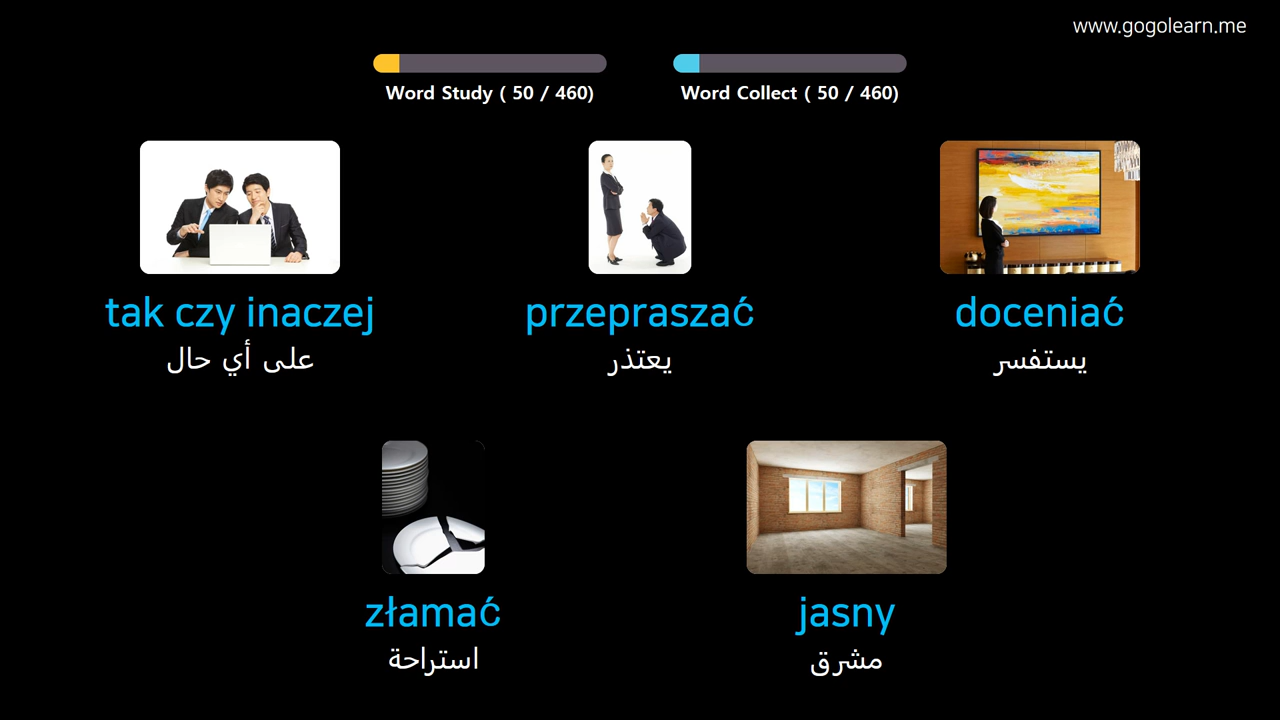 www.gogolearn.me
Word Study ( 50 / 460)
Word Collect ( 50 / 460)
tak czy inaczej
على أي حال
przepraszać
يعتذر
doceniać
يستفسر
złamać
استراحة
jasny
مشرق